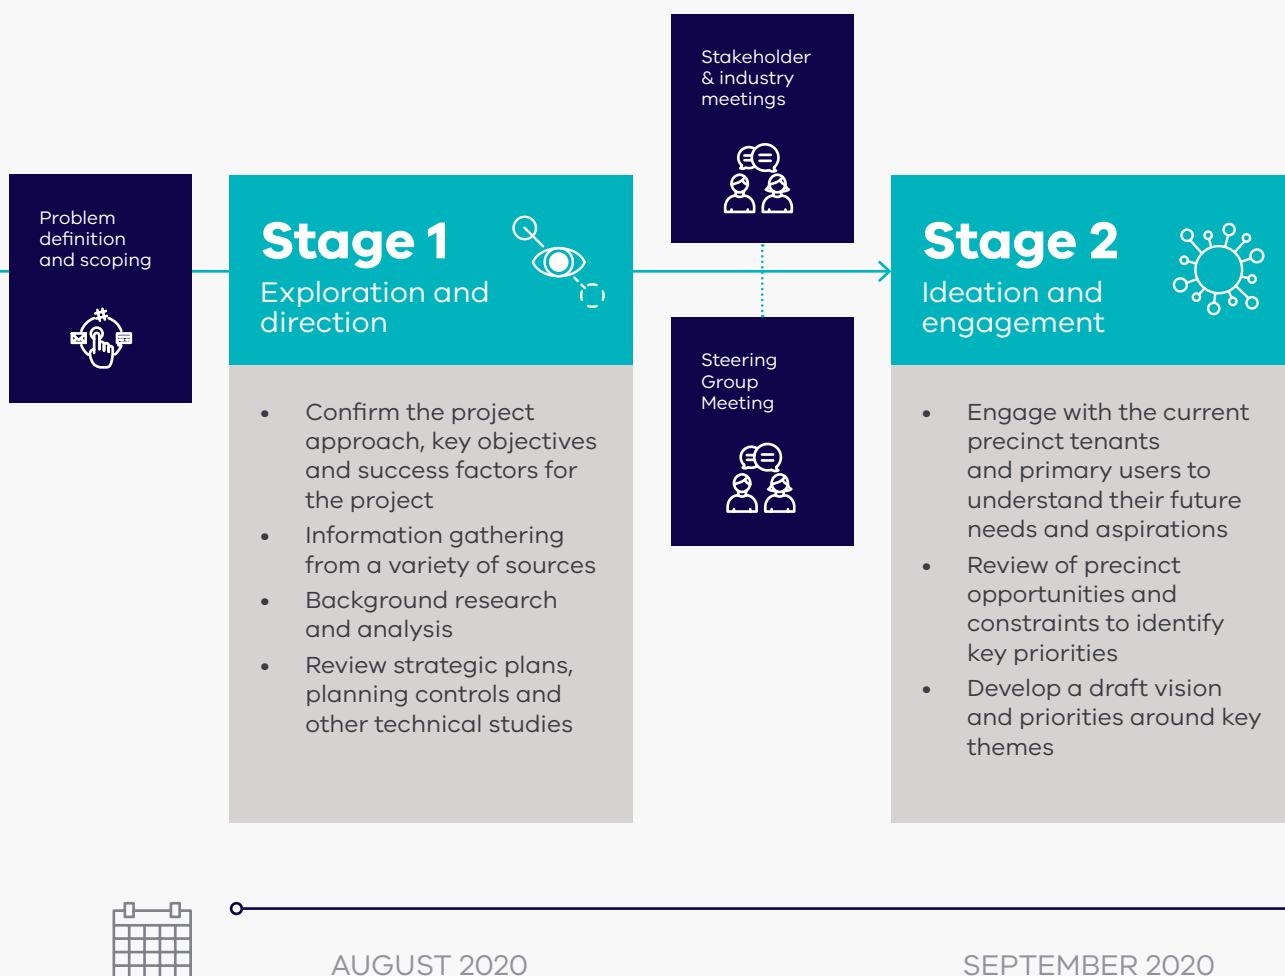 Problem
definition
and scoping
Stage 1
Exploration and
direction
• Confirm the project
approach, key objectives
and success factors for
the project
• Information gathering
from a variety of sources
• Background research
and analysis
• Review strategic plans,
planning controls and
other technical studies
Stakeholder
& industry
meetings
Steering
Group
Meeting
Stage 2
Ideation and
engagement
• Engage with the current
precinct tenants
and primary users to
understand their future
needs and aspirations
• Review of precinct
opportunities and
constraints to identify
key priorities
• Develop a draft vision
and priorities around key
themes
AUGUST 2020
SEPTEMBER 2020